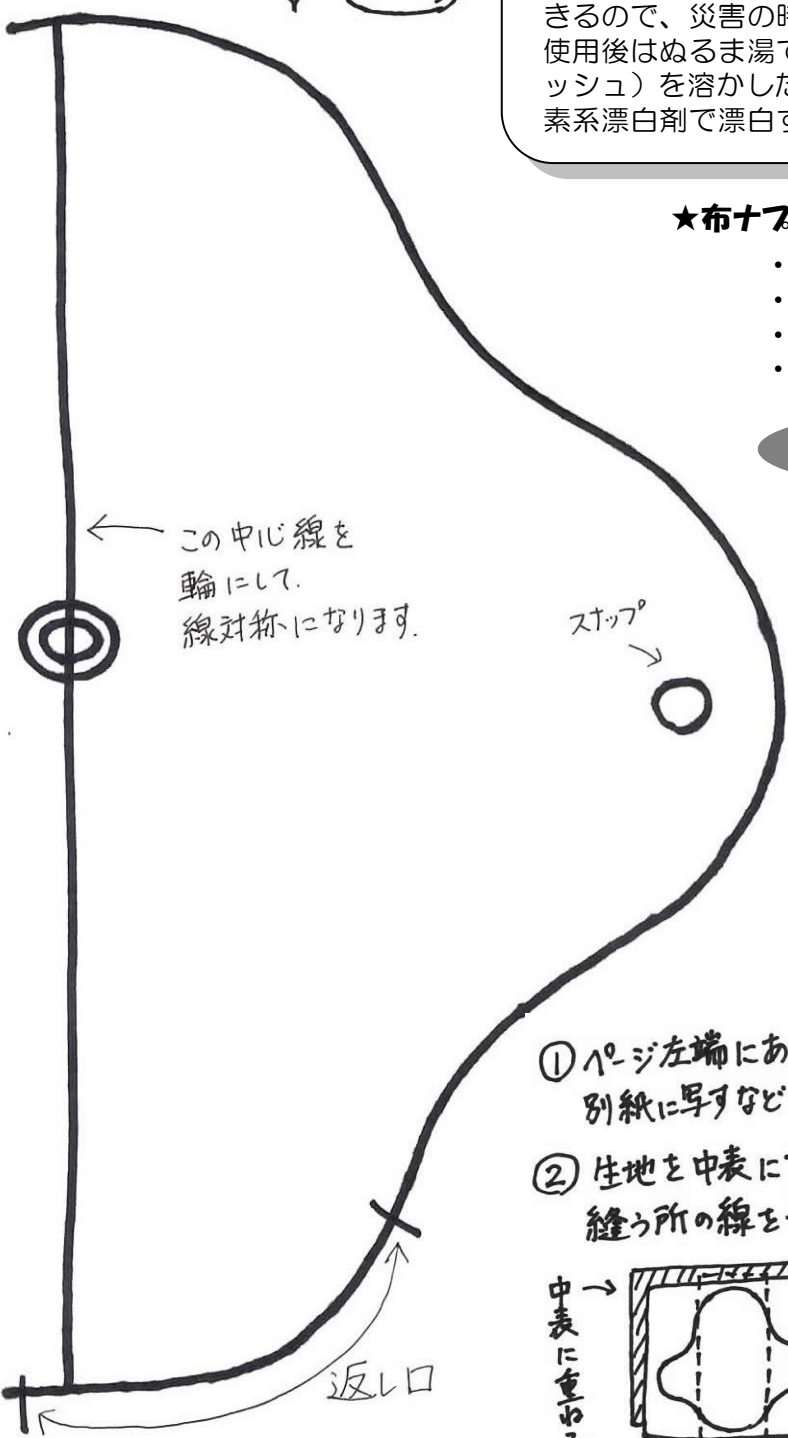 きるので、災害の時
使用後はぬるま湯で
ッシュ）を溶かした
素系漂白剤で漂白す
★布ナプ
・
・
・
・
この中心線を
輪にして.
線対称になります.
スナップ
①ページ左端にあ
別紙に写すなど
②生地を中表に
縫う所の線を
中表に重ね
返し口